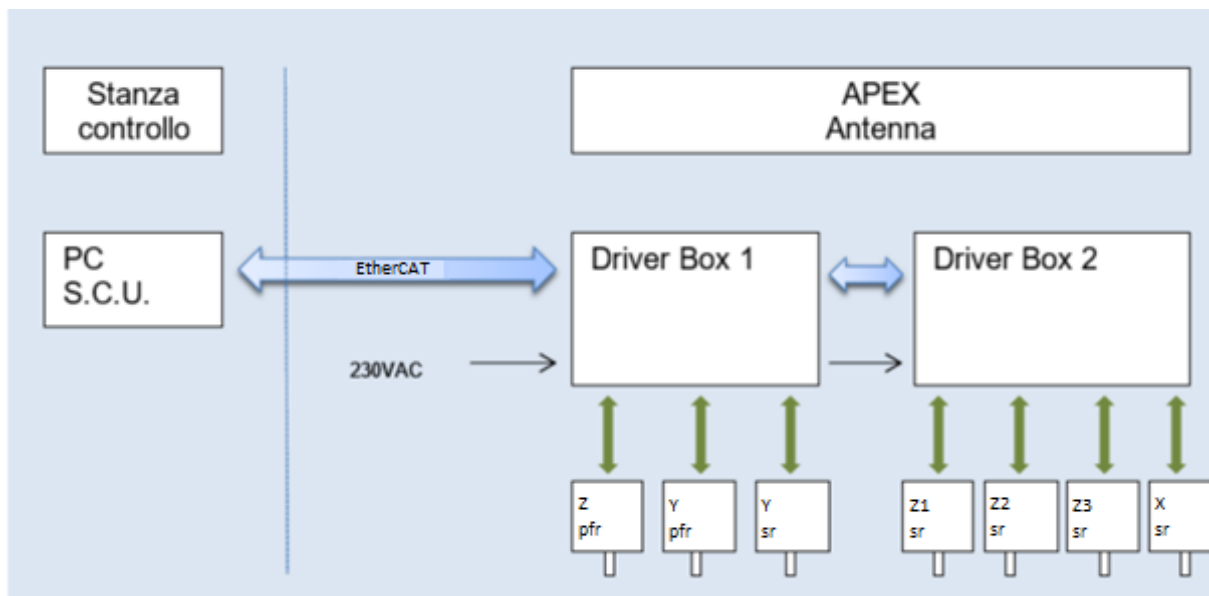 Stanza
controllo
APEX
Antenna
PC
S.C.U.
EtherCAT
Driver Box 1
Driver Box 2
230VAC
Z
pfr
Y
pfr
Y
sr
Z1
sr
Z2
sr
Z3
sr
X
sr